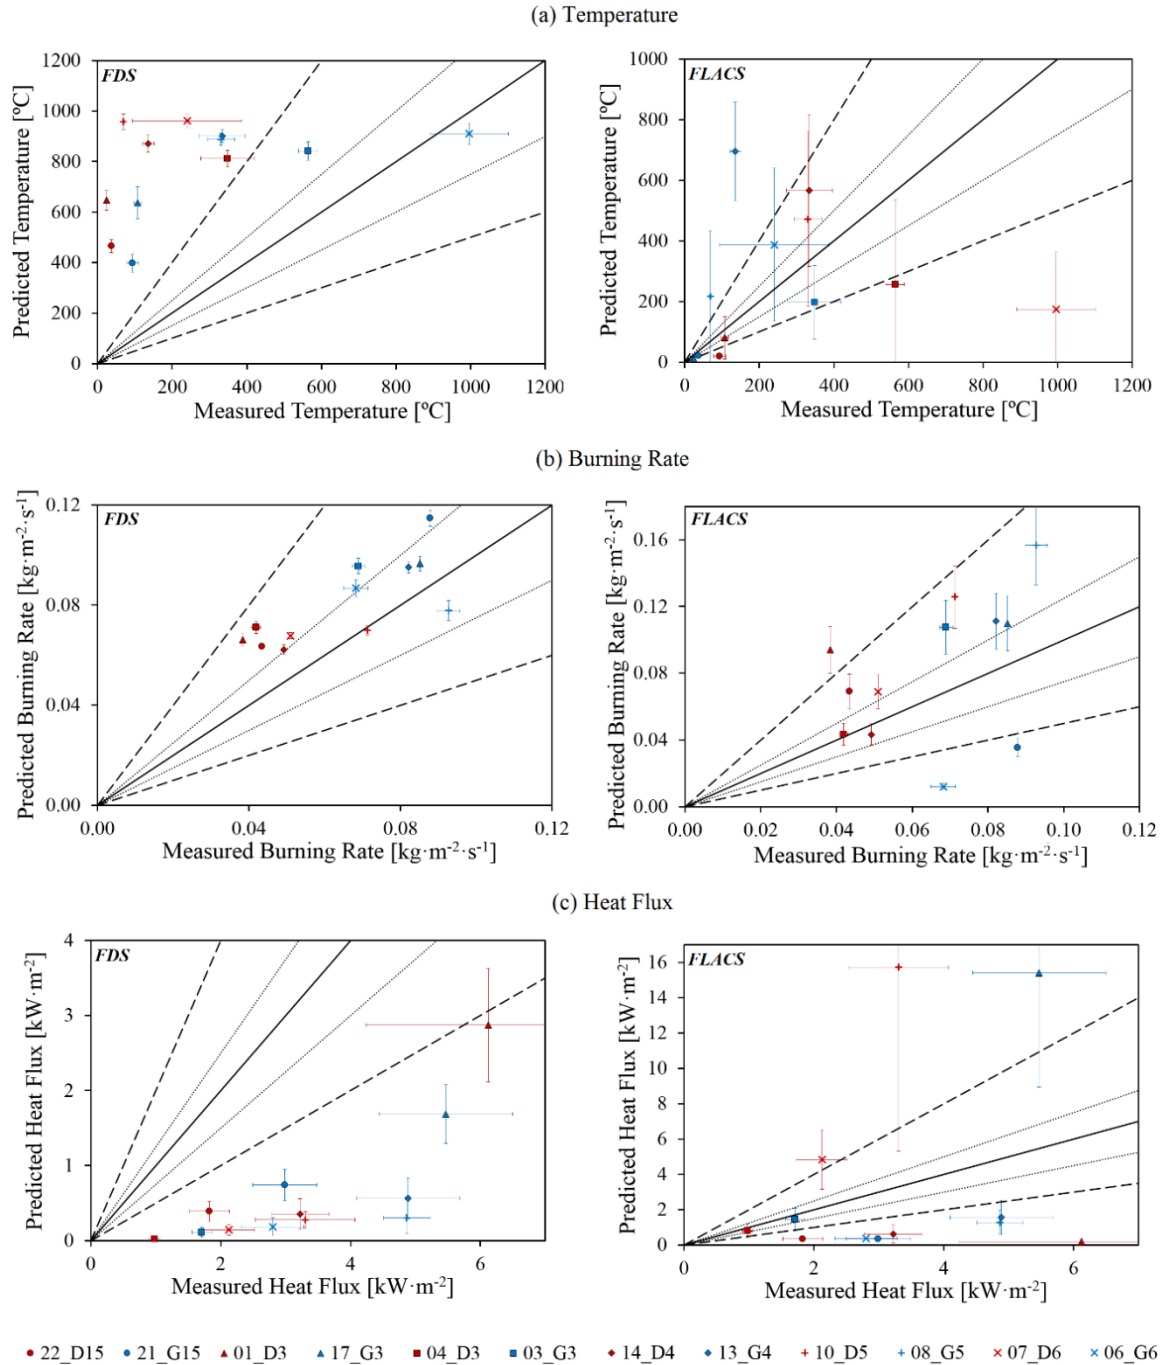 (a) Temperature
FDS
1200
1000
800
600
400
200
0
Predicted Temperature [ºC]
0 200 400 600 800 1000 1200
Measured Temperature [ºC]
FLACS
1000
800
600
400
200
0
Predicted Temperature [ºC]
0 200 400 600 800 1000 1200
Measured Temperature [ºC]
(b) Burning Rate
FDS
0.12
0.08
0.04
0.00
Predicted Burning Rate [kg·m⁻²·s⁻¹]
0.00 0.04 0.08 0.12
Measured Burning Rate [kg·m⁻²·s⁻¹]
FLACS
0.16
0.12
0.08
0.04
0.00
Predicted Burning Rate [kg·m⁻²·s⁻¹]
0.00 0.02 0.04 0.06 0.08 0.10 0.12
Measured Burning Rate [kg·m⁻²·s⁻¹]
(c) Heat Flux
FDS
4
3
2
1
0
Predicted Heat Flux [kW·m⁻²]
0 2 4 6
Measured Heat Flux [kW·m⁻²]
FLACS
16
14
12
10
8
6
4
2
0
Predicted Heat Flux [kW·m⁻²]
0 2 4 6
Measured Heat Flux [kW·m⁻²]
22_D15 21_G15 01_D3 17_G3 04_D3 03_G3 14_D4 13_G4 10_D5 08_G5 07_D6 06_G6